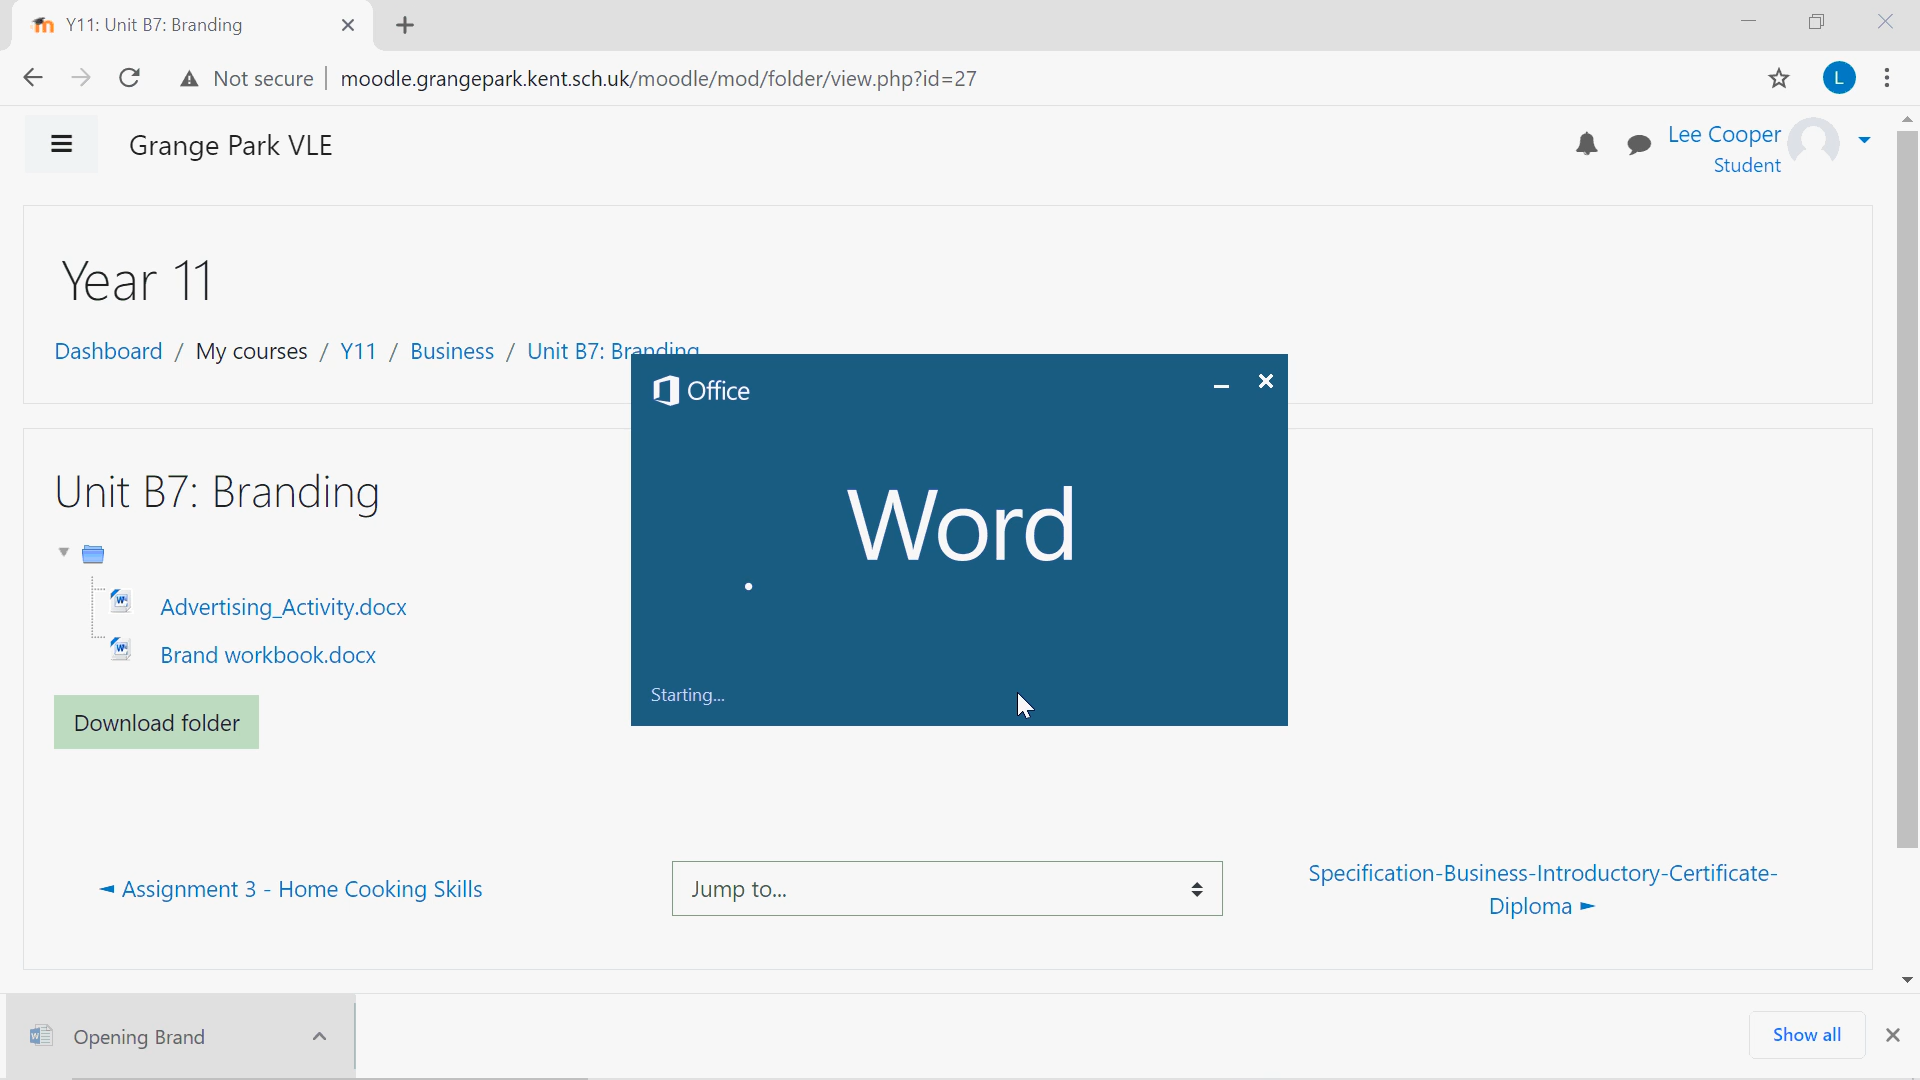 Y11: Unit B7: Branding
Not secure | moodle.grangepark.kent.sch.uk/moodle/mod/folder/view.php?id=27
L
Grange Park VLE
Lee Cooper
Student
Year 11
Dashboard / My courses / Y11 / Business / Unit B7: Branding
Office
Word
Starting...
Unit B7: Branding
Advertising_Activity.docx
Brand workbook.docx
Download folder
◄ Assignment 3 - Home Cooking Skills
Jump to...
Specification-Business-Introductory-Certificate-
Diploma ►
Opening Brand
Show all